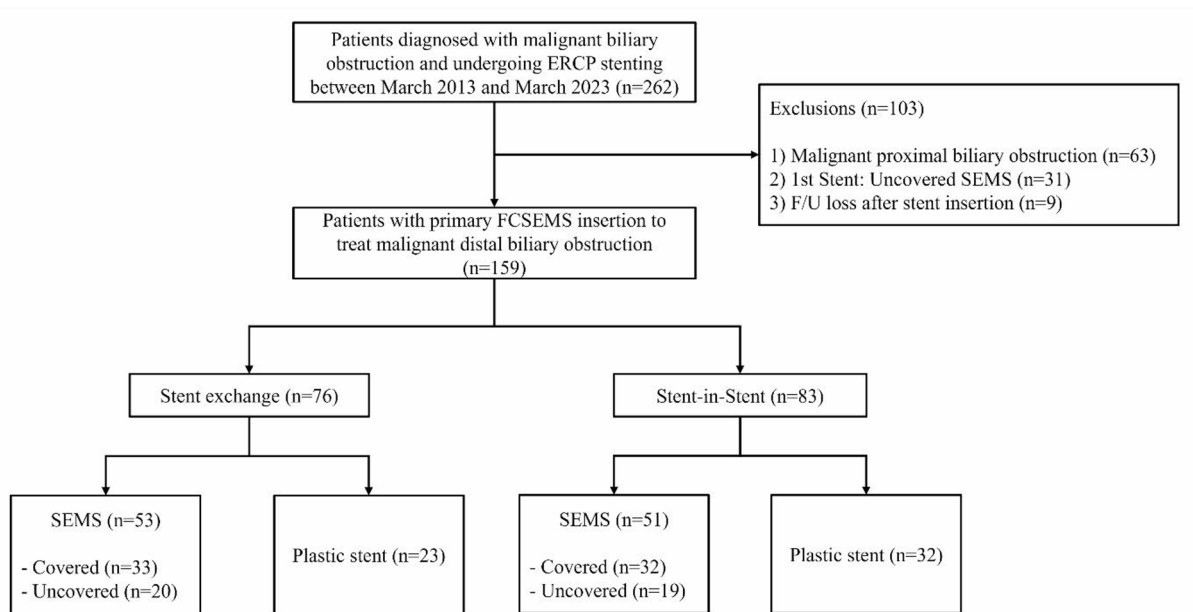 Patients diagnosed with malignant biliary
obstruction and undergoing ERCP stenting
between March 2013 and March 2023 (n=262)
Exclusions (n=103)
1) Malignant proximal biliary obstruction (n=63)
2) 1st Stent: Uncovered SEMS (n=31)
3) F/U loss after stent insertion (n=9)
Patients with primary FCSEMS insertion to
treat malignant distal biliary obstruction
(n=159)
Stent exchange (n=76)
Stent-in-Stent (n=83)
SEMS (n=53)
- Covered (n=33)
- Uncovered (n=20)
Plastic stent (n=23)
SEMS (n=51)
- Covered (n=32)
- Uncovered (n=19)
Plastic stent (n=32)